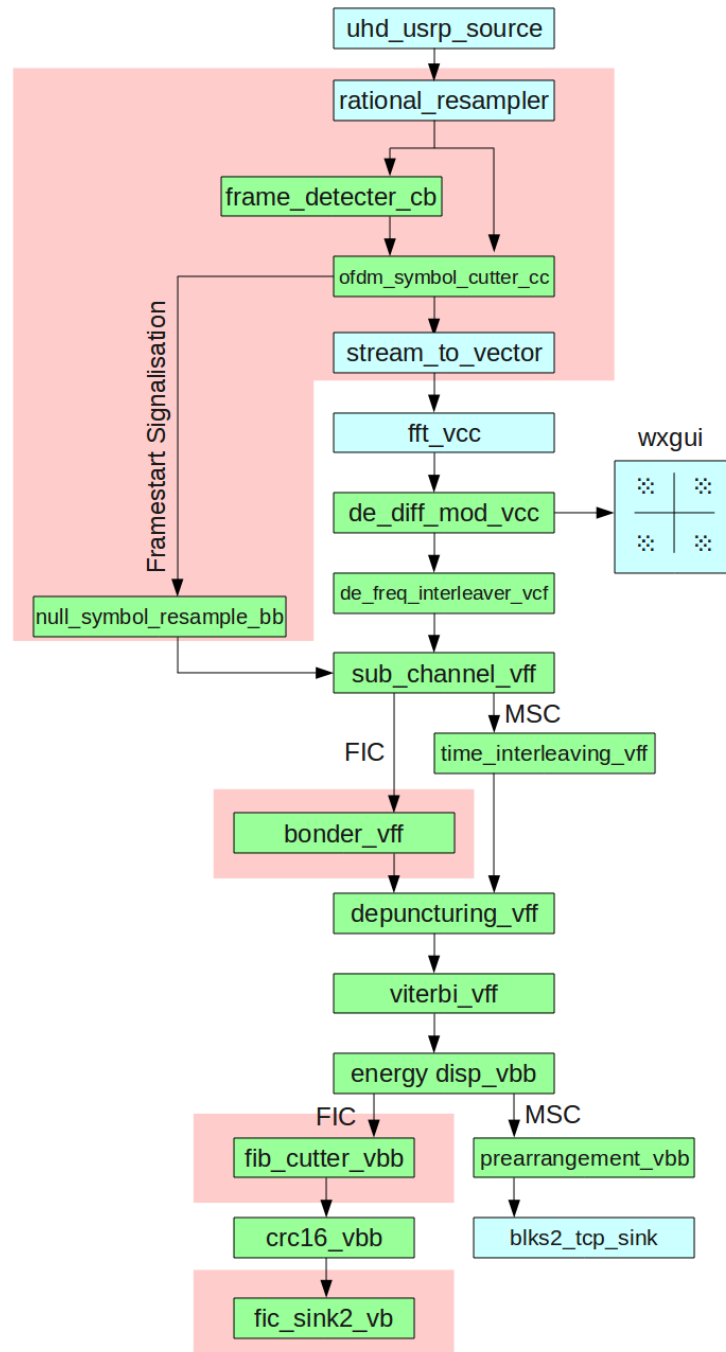 uhd_usrp_source
rational_resampler
frame_detecter_cb
ofdm_symbol_cutter_cc
Framestart Signalisation
stream_to_vector
fft_vcc
wxgui
de_diff_mod_vcc
de_freq_interleaver_vcf
null_symbol_resample_bb
sub_channel_vff
MSC
FIC
time_interleaving_vff
bonder_vff
depuncturing_vff
viterbi_vff
energy disp_vbb
FIC
MSC
fib_cutter_vbb
prearrangement_vbb
crc16_vbb
blks2_tcp_sink
fic_sink2_vb